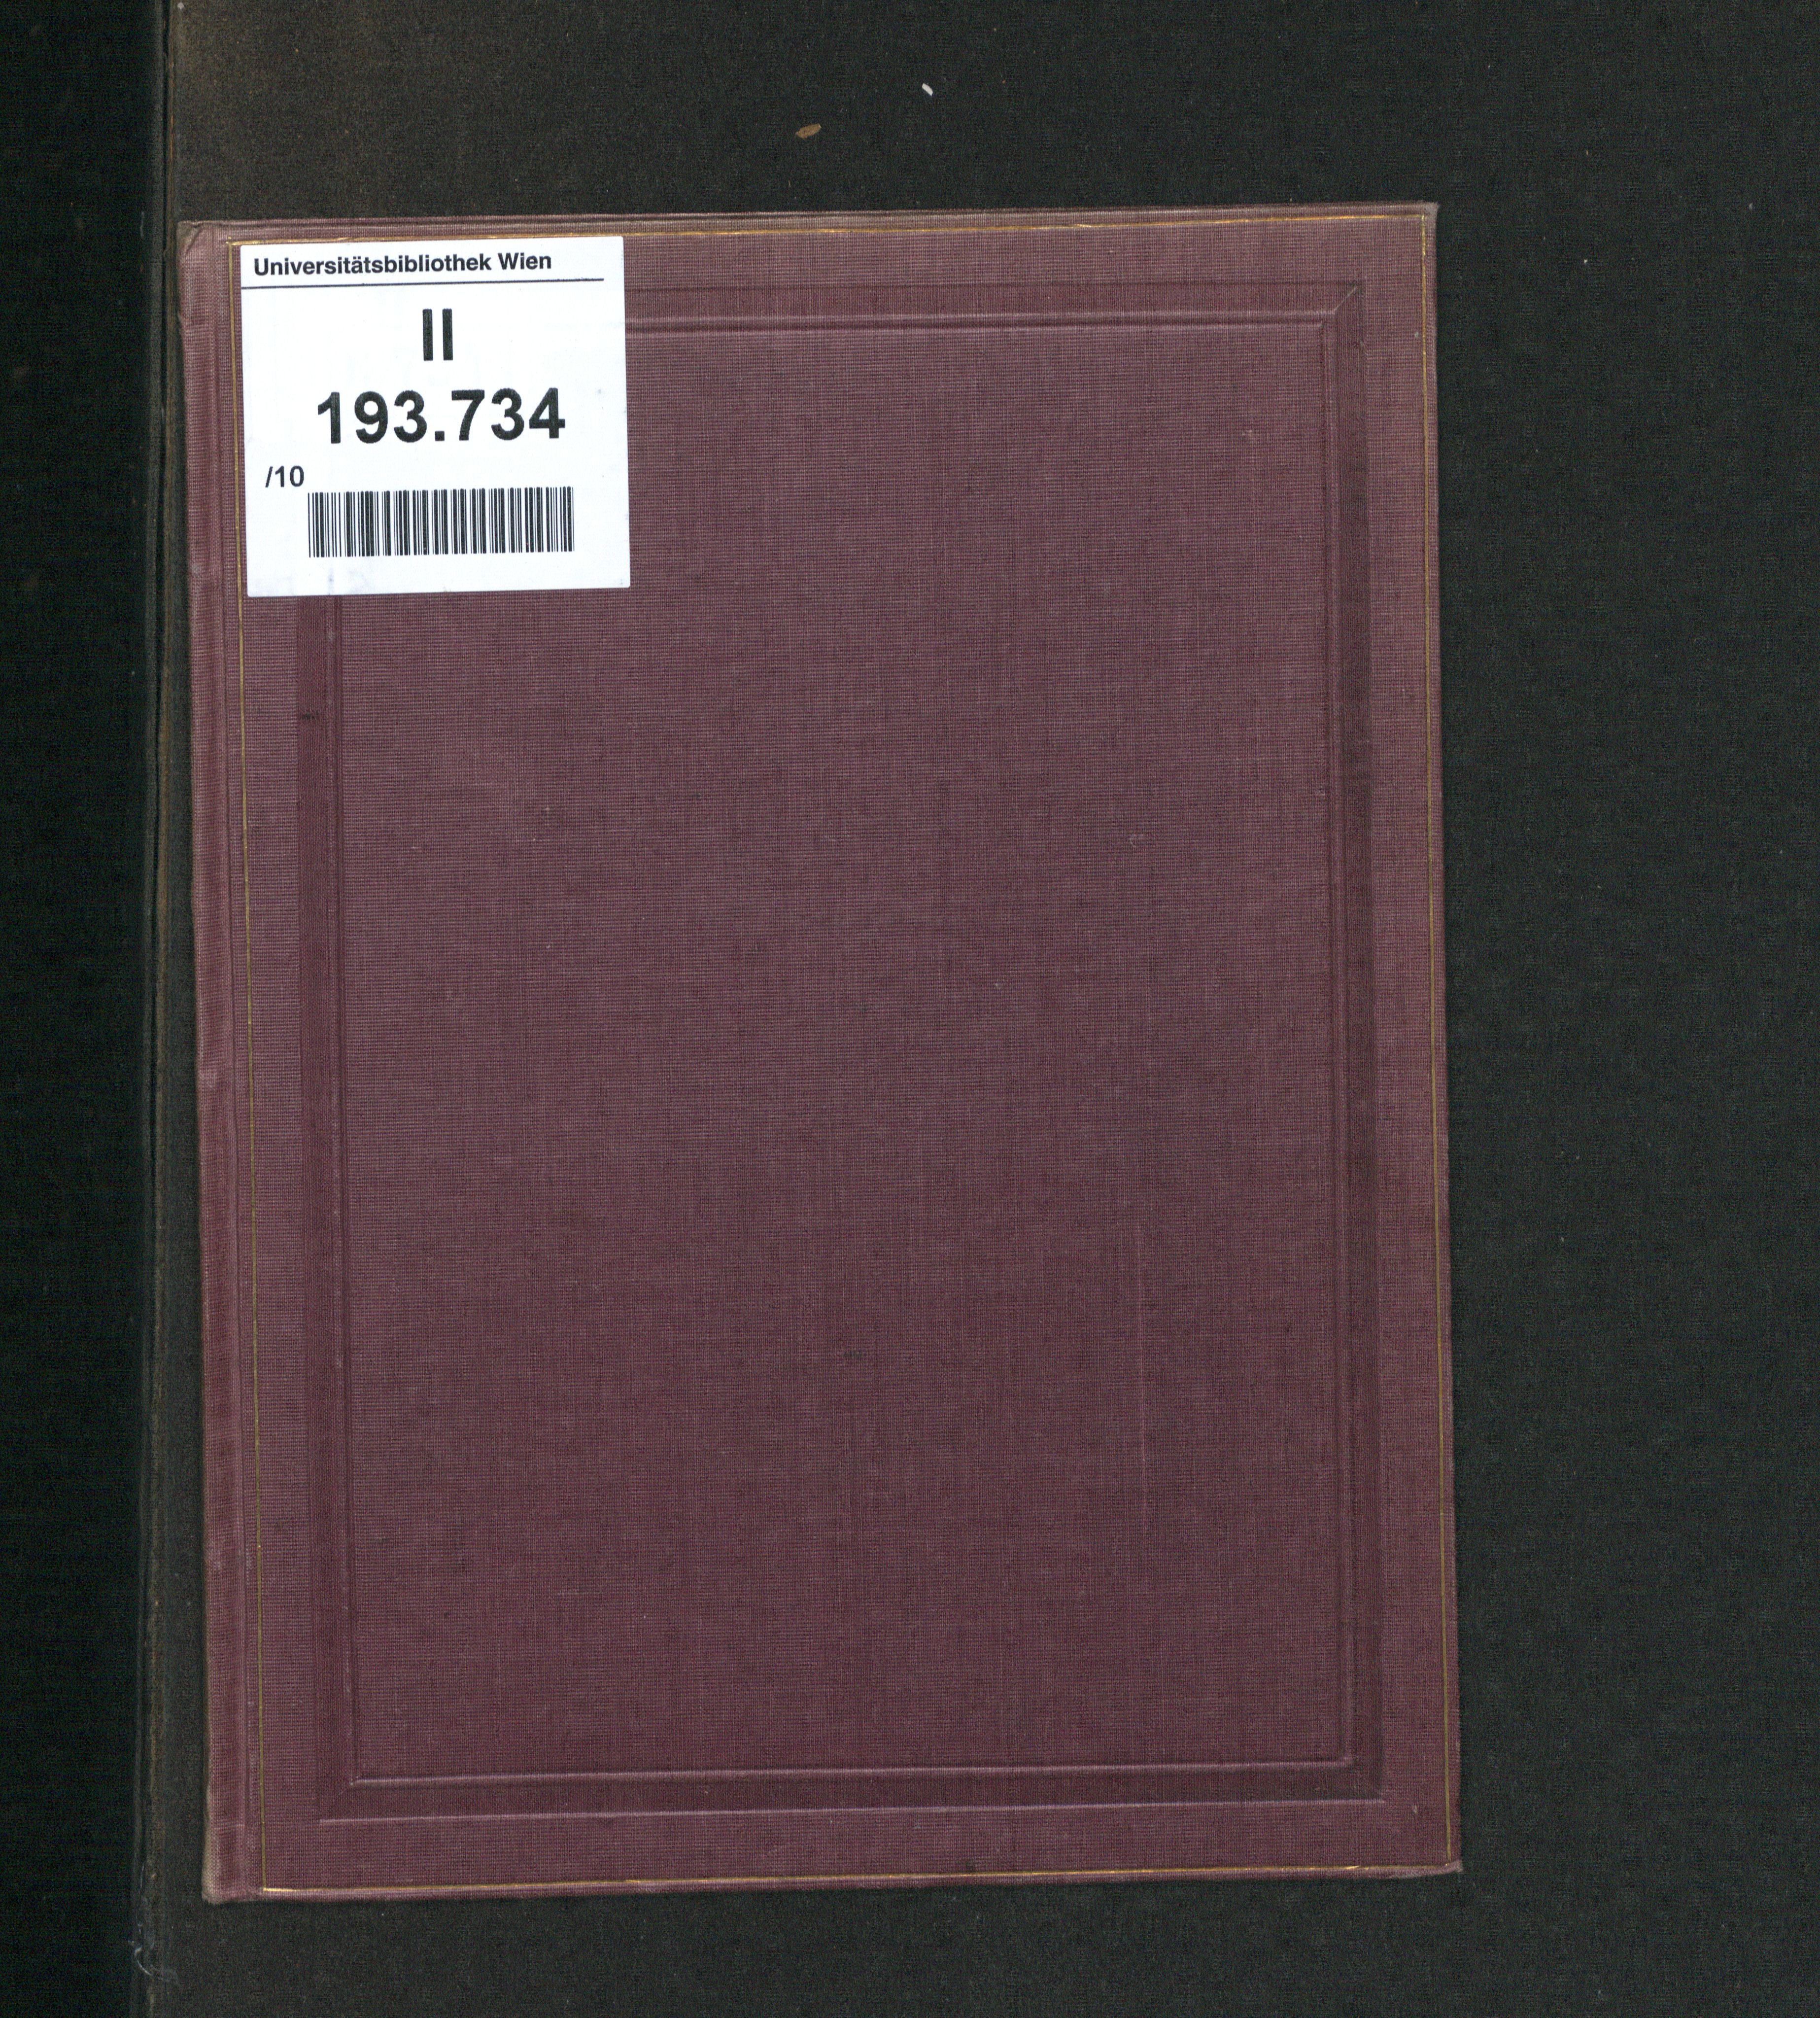 Universitätsbibliothek Wien
II
193.734
/10